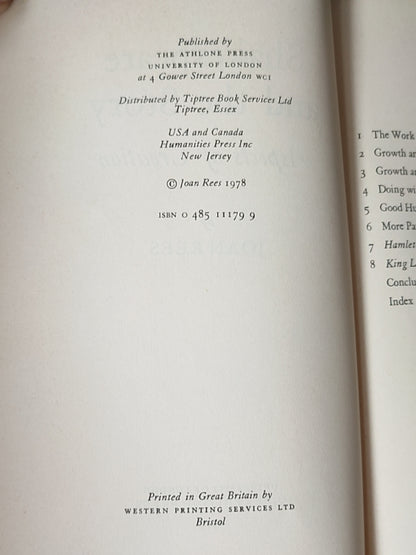 Published by
THE ATHLONE PRESS
UNIVERSITY OF LONDON
at 4 Gower Street London WC1
Distributed by Tiptree Book Services Ltd
Tiptree, Essex
USA and Canada
Humanities Press Inc
New Jersey
© Joan Rees 1978
ISBN 0 485 11179 9
Printed in Great Britain by
WESTERN PRINTING SERVICES LTD
Bristol
1 The Work
2 Growth
3 Growth
4 Doing
5 Good
6 More
7 Hamlet
8 King
Index